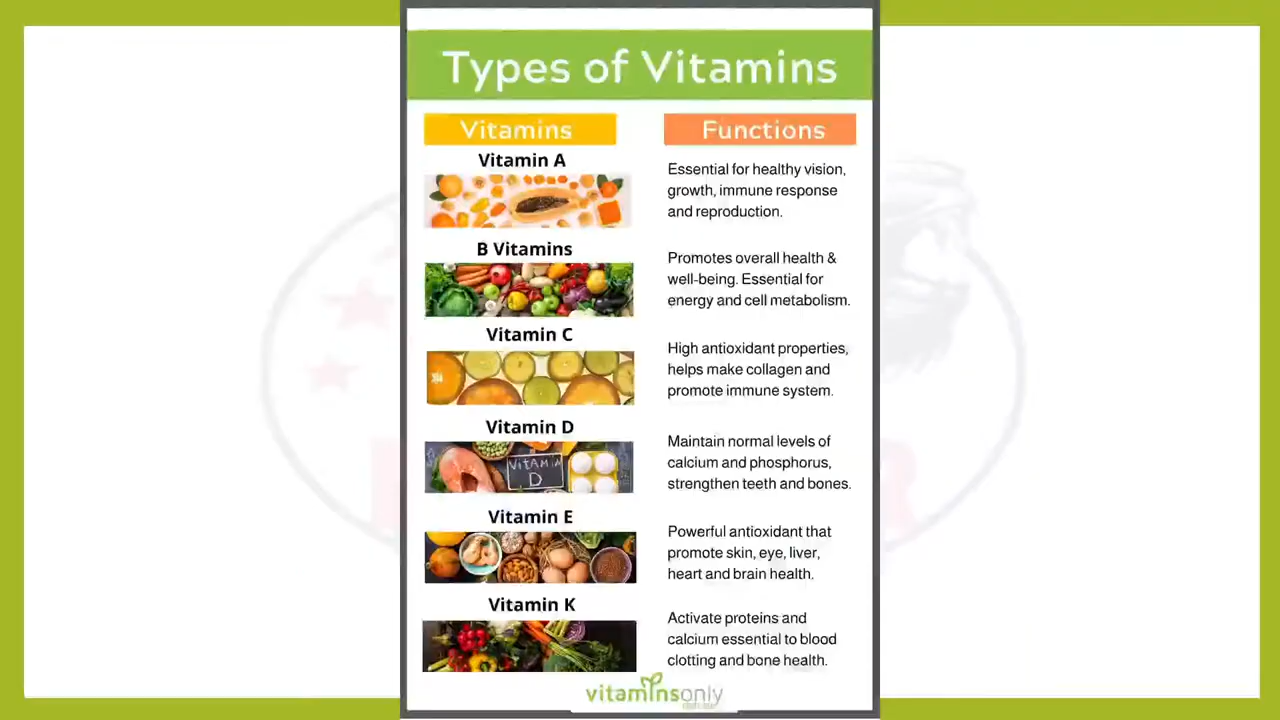 Types of Vitamins
Vitamins
Functions
Vitamin A
Essential for healthy vision,
growth, immune response
and reproduction.
B Vitamins
Promotes overall health &
well-being. Essential for
energy and cell metabolism.
Vitamin C
High antioxidant properties,
helps make collagen and
promote immune system.
Vitamin D
VITAMIN
D
Maintain normal levels of
calcium and phosphorus,
strengthen teeth and bones.
Vitamin E
Powerful antioxidant that
promote skin, eye, liver,
heart and brain health.
Vitamin K
Activate proteins and
calcium essential to blood
clotting and bone health.
vitaminsonly